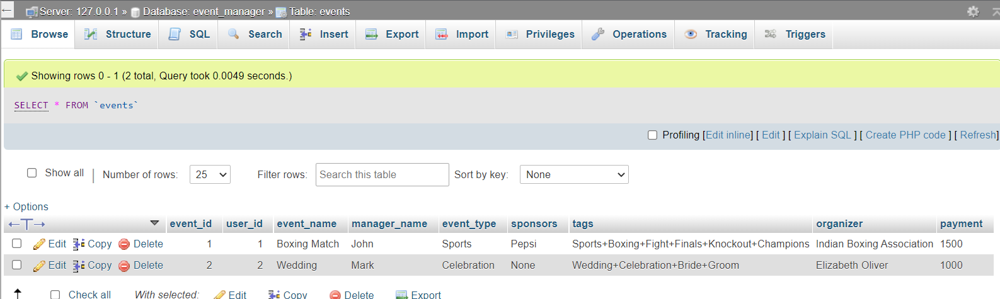 Server: 127.0.0.1 » Database: event_manager » Table: events
Browse Structure SQL Search Insert Export Import Privileges Operations Tracking Triggers
Showing rows 0 - 1 (2 total, Query took 0.0049 seconds.)
SELECT * FROM `events`
Profiling [Edit inline] [ Edit ] [ Explain SQL ] [ Create PHP code ] [ Refresh]
Show all | Number of rows: 25 Filter rows: Search this table Sort by key: None
+ Options
←T→ event_id user_id event_name manager_name event_type sponsors tags organizer payment
Edit Copy Delete 1 1 Boxing Match John Sports Pepsi Sports+Boxing+Fight+Finals+Knockout+Champions Indian Boxing Association 1500
Edit Copy Delete 2 2 Wedding Mark Celebration None Wedding+Celebration+Bride+Groom Elizabeth Oliver 1000
Check all With selected: Edit Copy Delete Export